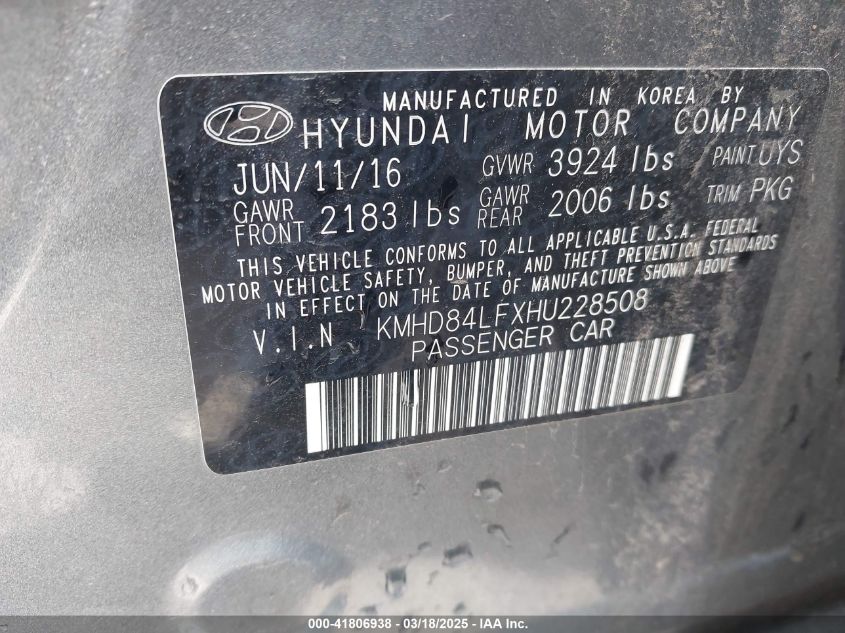 MANUFACTURED IN KOREA BY
HYUNDAI MOTOR COMPANY
JUN/11/16 GVWR 3924 lbs PAINT UYS
GAWR FRONT 2183 lbs GAWR REAR 2006 lbs TRIM PKG
THIS VEHICLE CONFORMS TO ALL APPLICABLE U.S.A. FEDERAL
MOTOR VEHICLE SAFETY, BUMPER, AND THEFT PREVENTION STANDARDS
IN EFFECT ON THE DATE OF MANUFACTURE SHOWN ABOVE
V.I.N KMHD84LFXHU228508
PASSENGER CAR
000-41806938 - 03/18/2025 - IAA Inc.